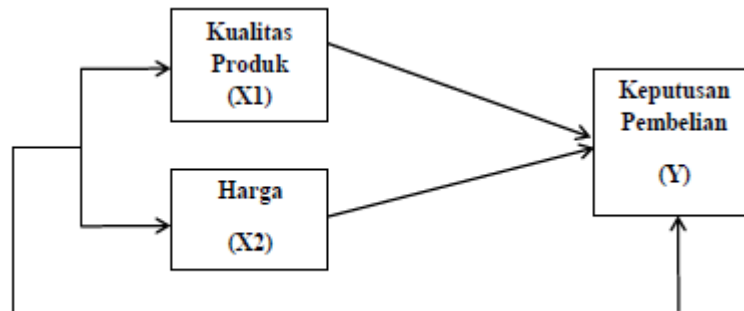 Kualitas
Produk
(X1)
Harga
(X2)
Keputusan
Pembelian
(Y)